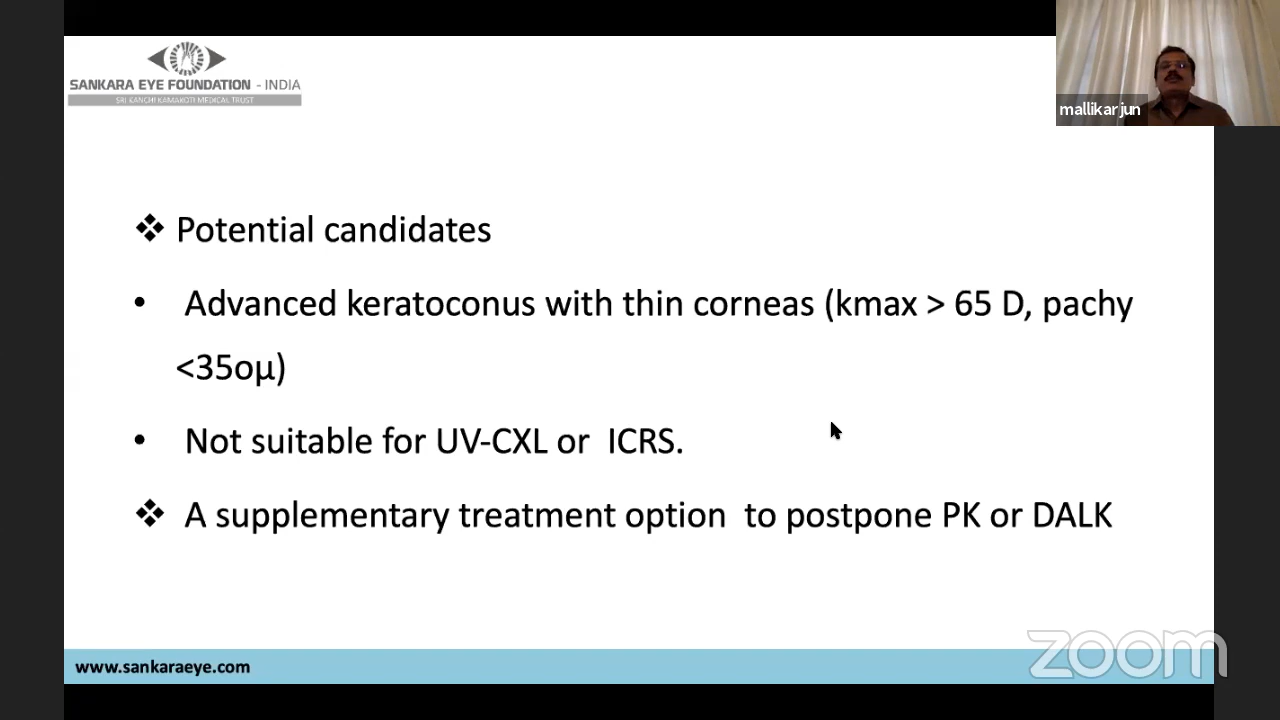 SANKARA EYE FOUNDATION - INDIA
SRI KANCHI KAMAKOTI MEDICAL TRUST
mallikarjun
❖ Potential candidates
• Advanced keratoconus with thin corneas (kmax > 65 D, pachy
<35oμ)
• Not suitable for UV-CXL or ICRS.
❖ A supplementary treatment option to postpone PK or DALK
zoom
www.sankaraeye.com